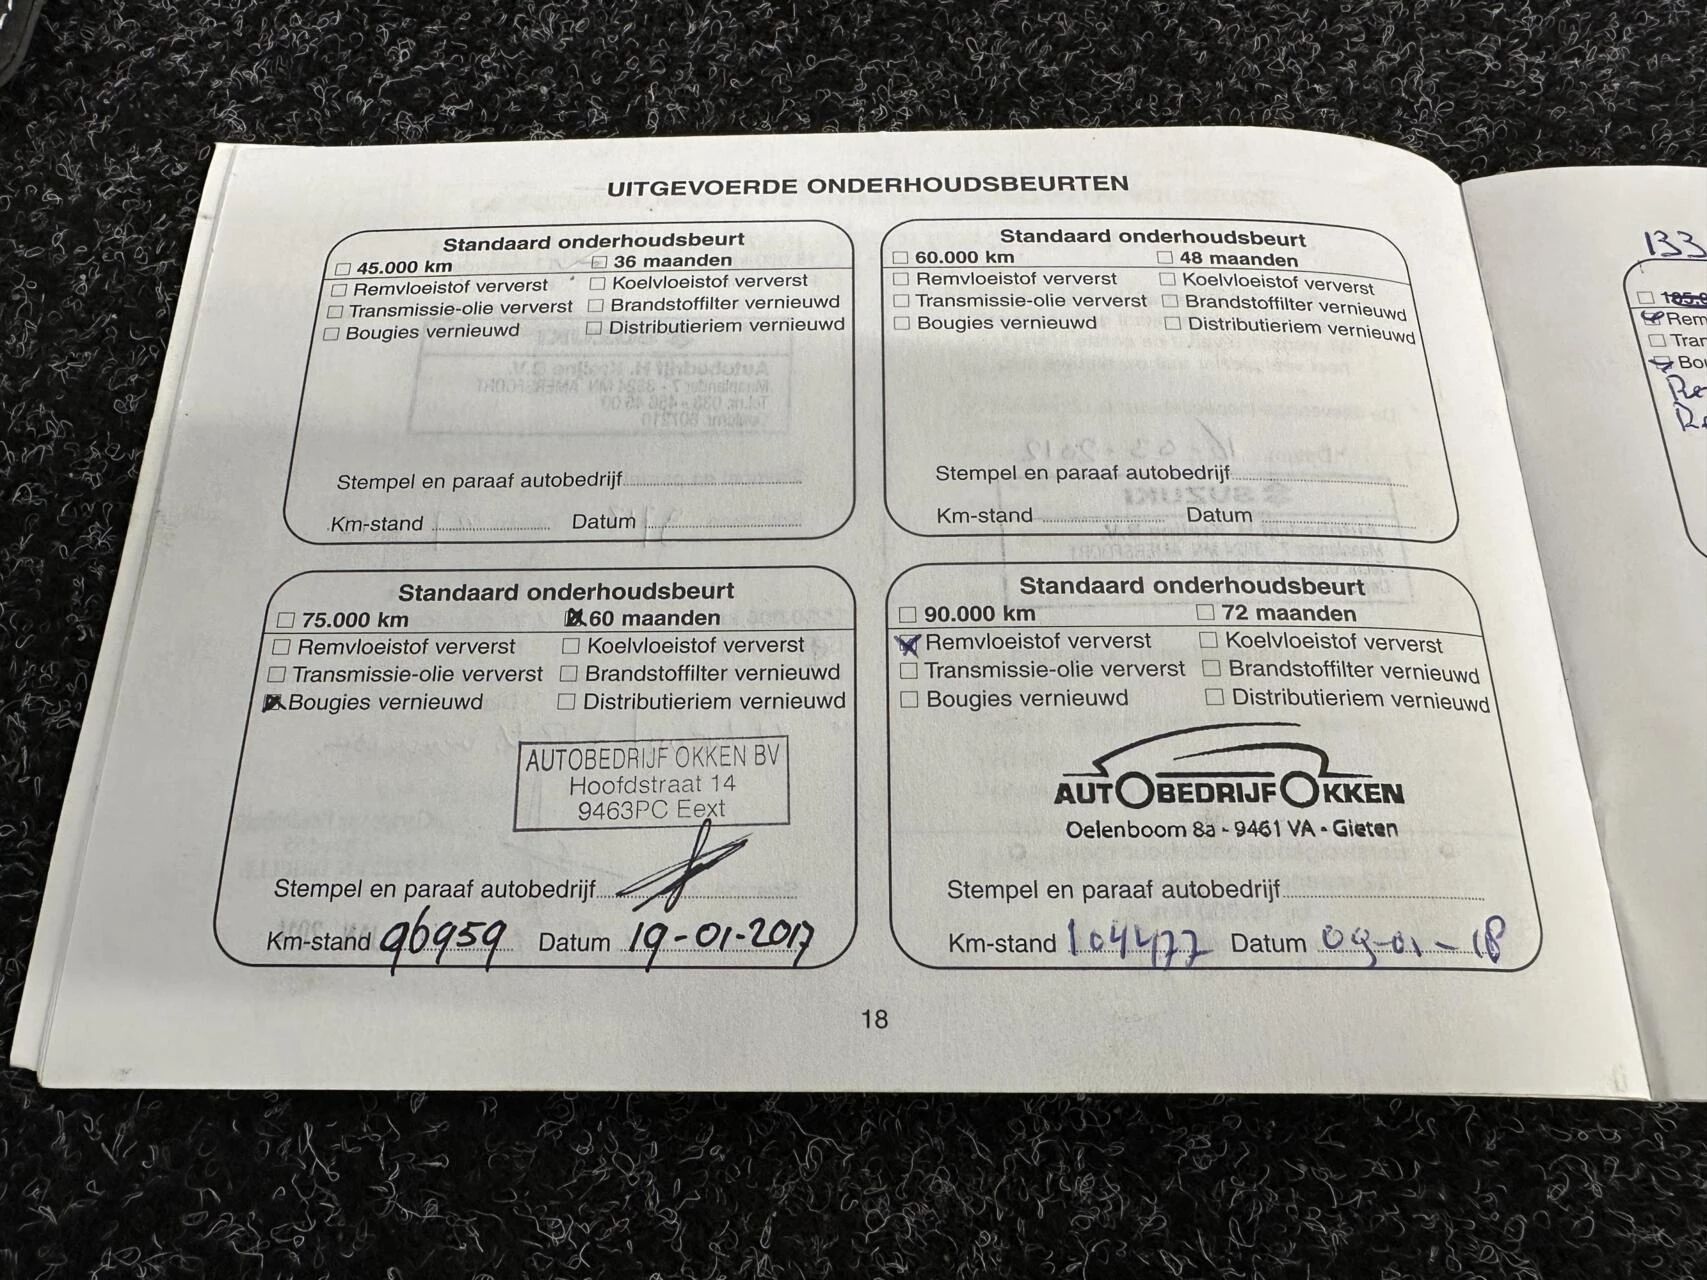 UITGEVOERDE ONDERHOUDSBEURTEN
Standaard onderhoudsbeurt
45.000 km 36 maanden
Remvloeistof ververst Koelvloeistof ververst
Transmissie-olie ververst Brandstoffilter vernieuwd
Bougies vernieuwd Distributieriem vernieuwd
Stempel en paraaf autobedrijf
Km-stand Datum
Standaard onderhoudsbeurt
60.000 km 48 maanden
Remvloeistof ververst Koelvloeistof ververst
Transmissie-olie ververst Brandstoffilter vernieuwd
Bougies vernieuwd Distributieriem vernieuwd
Stempel en paraaf autobedrijf
Km-stand Datum
Standaard onderhoudsbeurt
75.000 km 60 maanden
Remvloeistof ververst Koelvloeistof ververst
Transmissie-olie ververst Brandstoffilter vernieuwd
Bougies vernieuwd Distributieriem vernieuwd
AUTOBEDRIJF OKKEN BV
Hoofdstraat 14
9463PC Eext
Stempel en paraaf autobedrijf
Km-stand 96959 Datum 19-01-2017
Standaard onderhoudsbeurt
90.000 km 72 maanden
Remvloeistof ververst Koelvloeistof ververst
Transmissie-olie ververst Brandstoffilter vernieuwd
Bougies vernieuwd Distributieriem vernieuwd
AUTOBEDRIJF OKKEN
Oelenboom 8a - 9461 VA - Gieten
Stempel en paraaf autobedrijf
Km-stand 104477 Datum 09-01-18
18
133
Rem
Tran
Bou